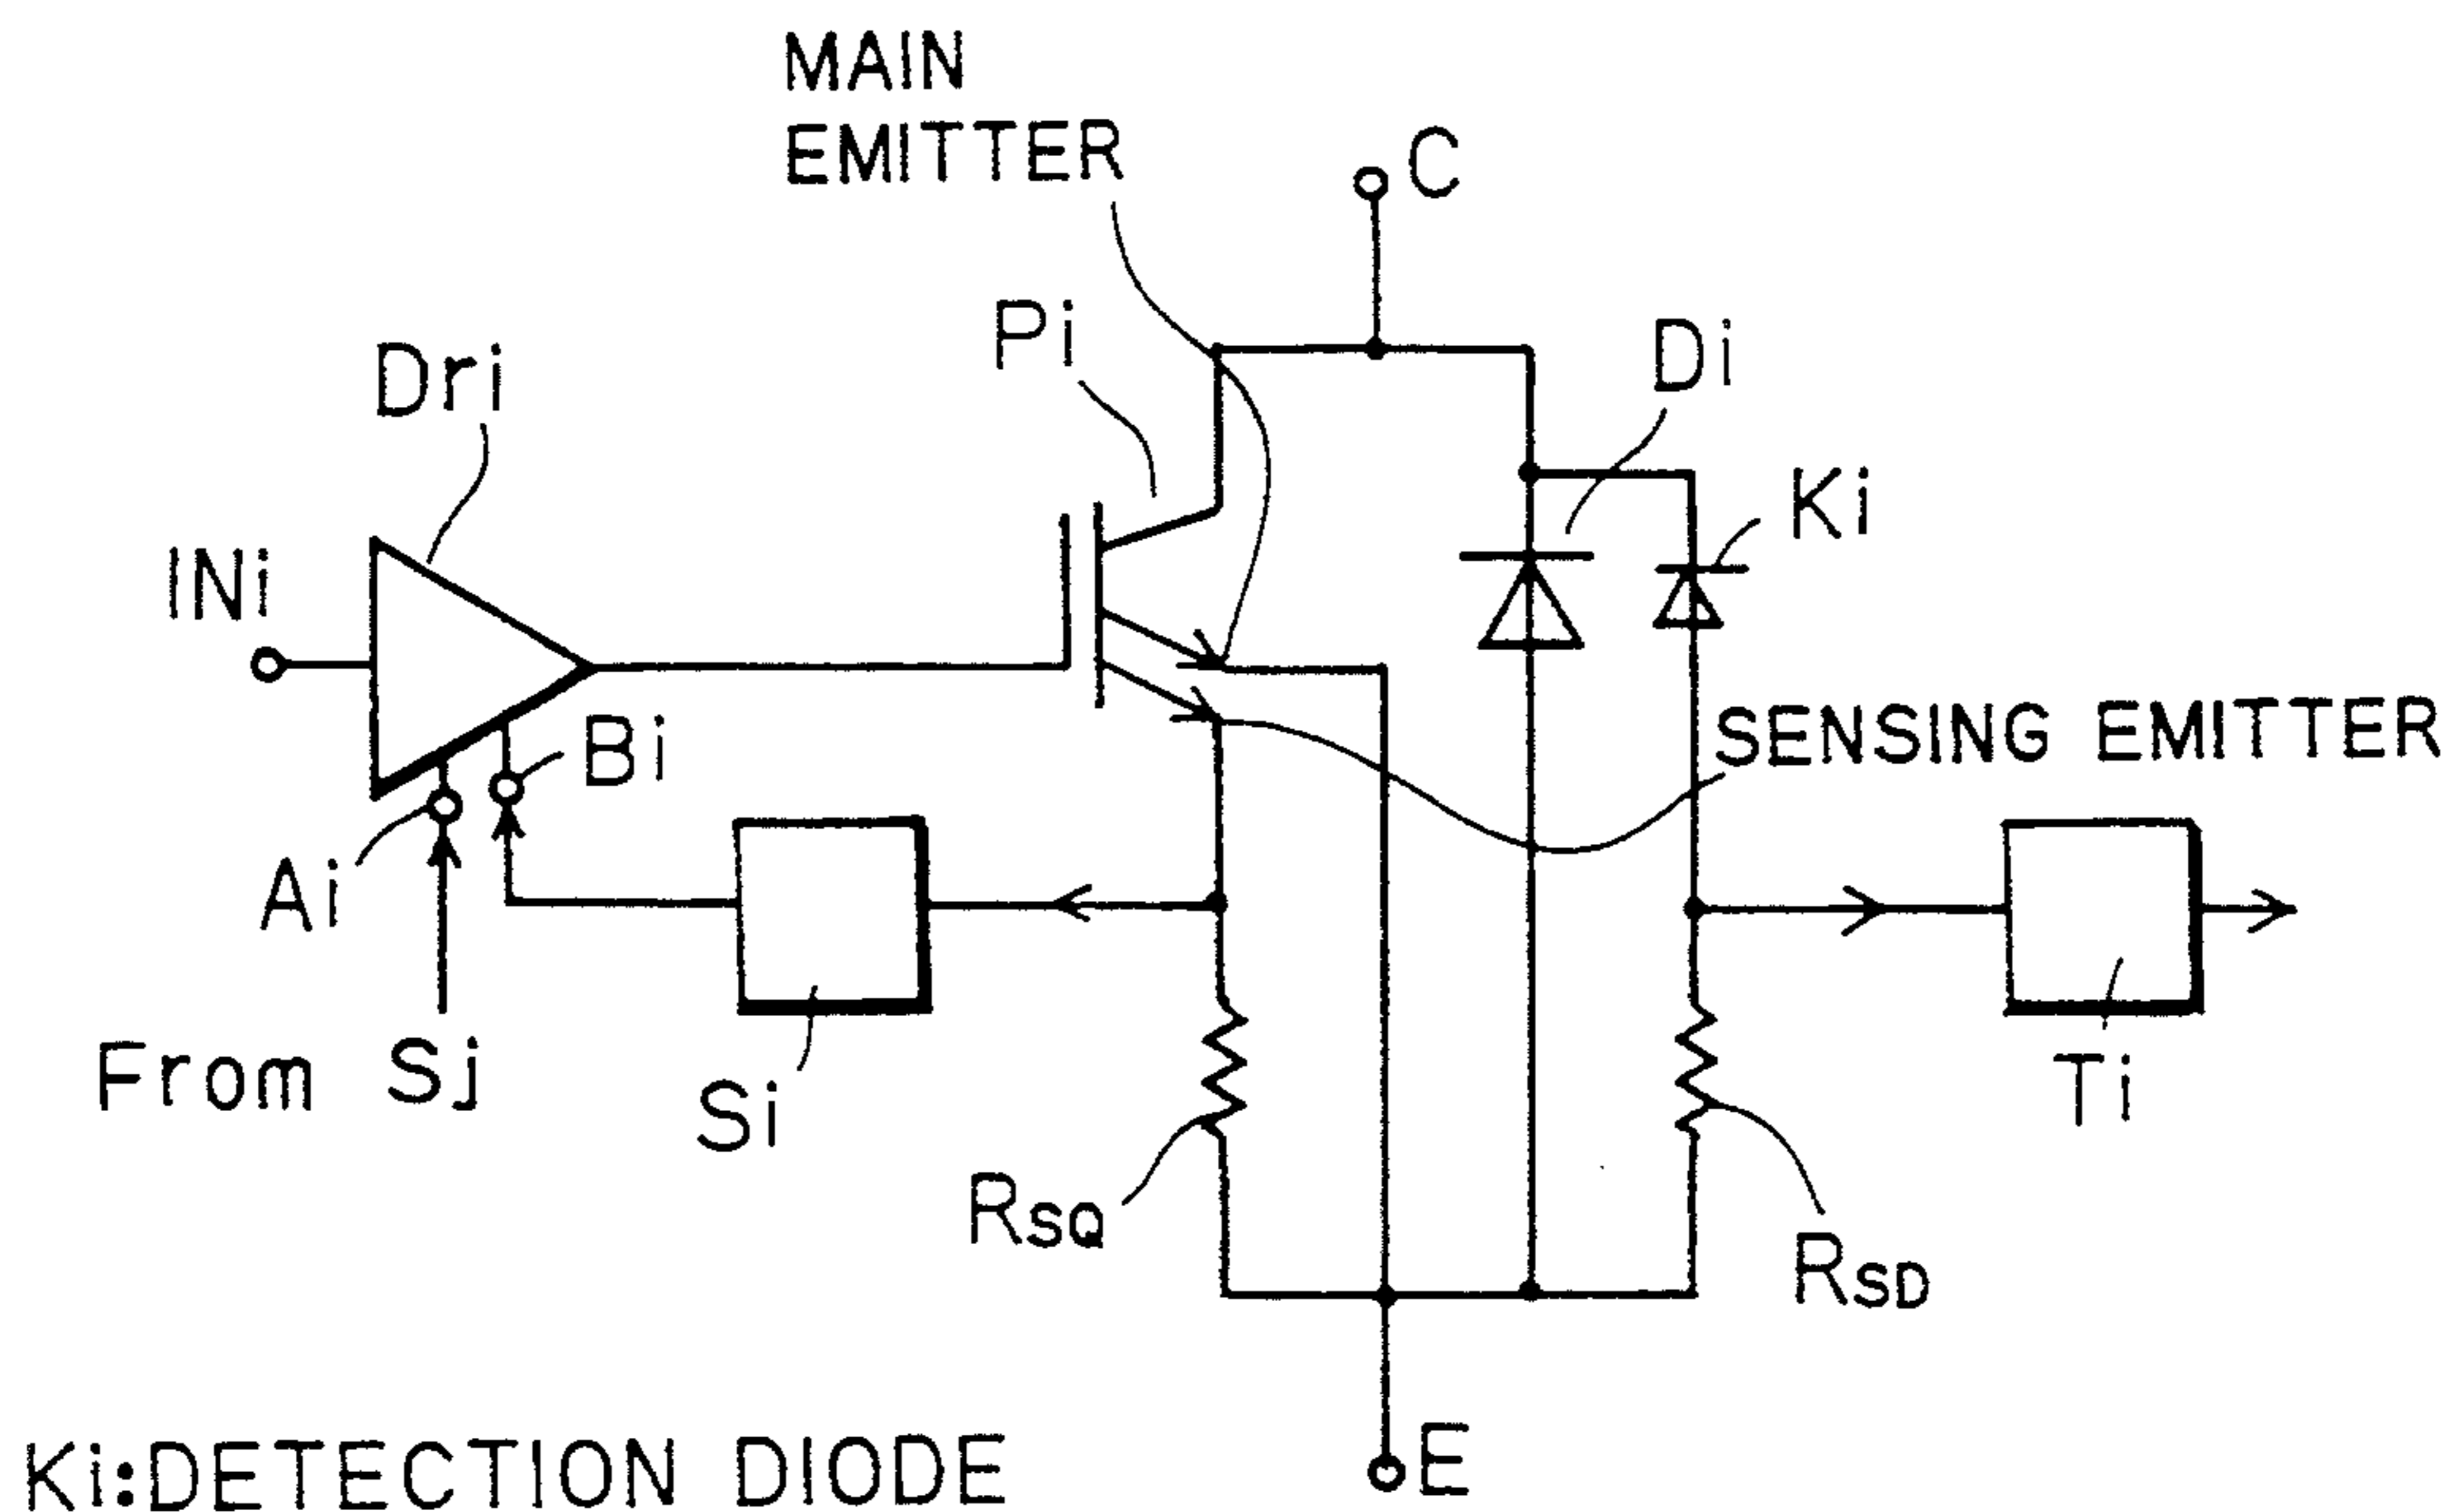 MAIN
EMITTER
C
Pi
Di
Dri
Ki
INi
Bi
SENSING EMITTER
Ai
From Sj
Si
Ti
RSQ
RSD
E
Ki:DETECTION DIODE